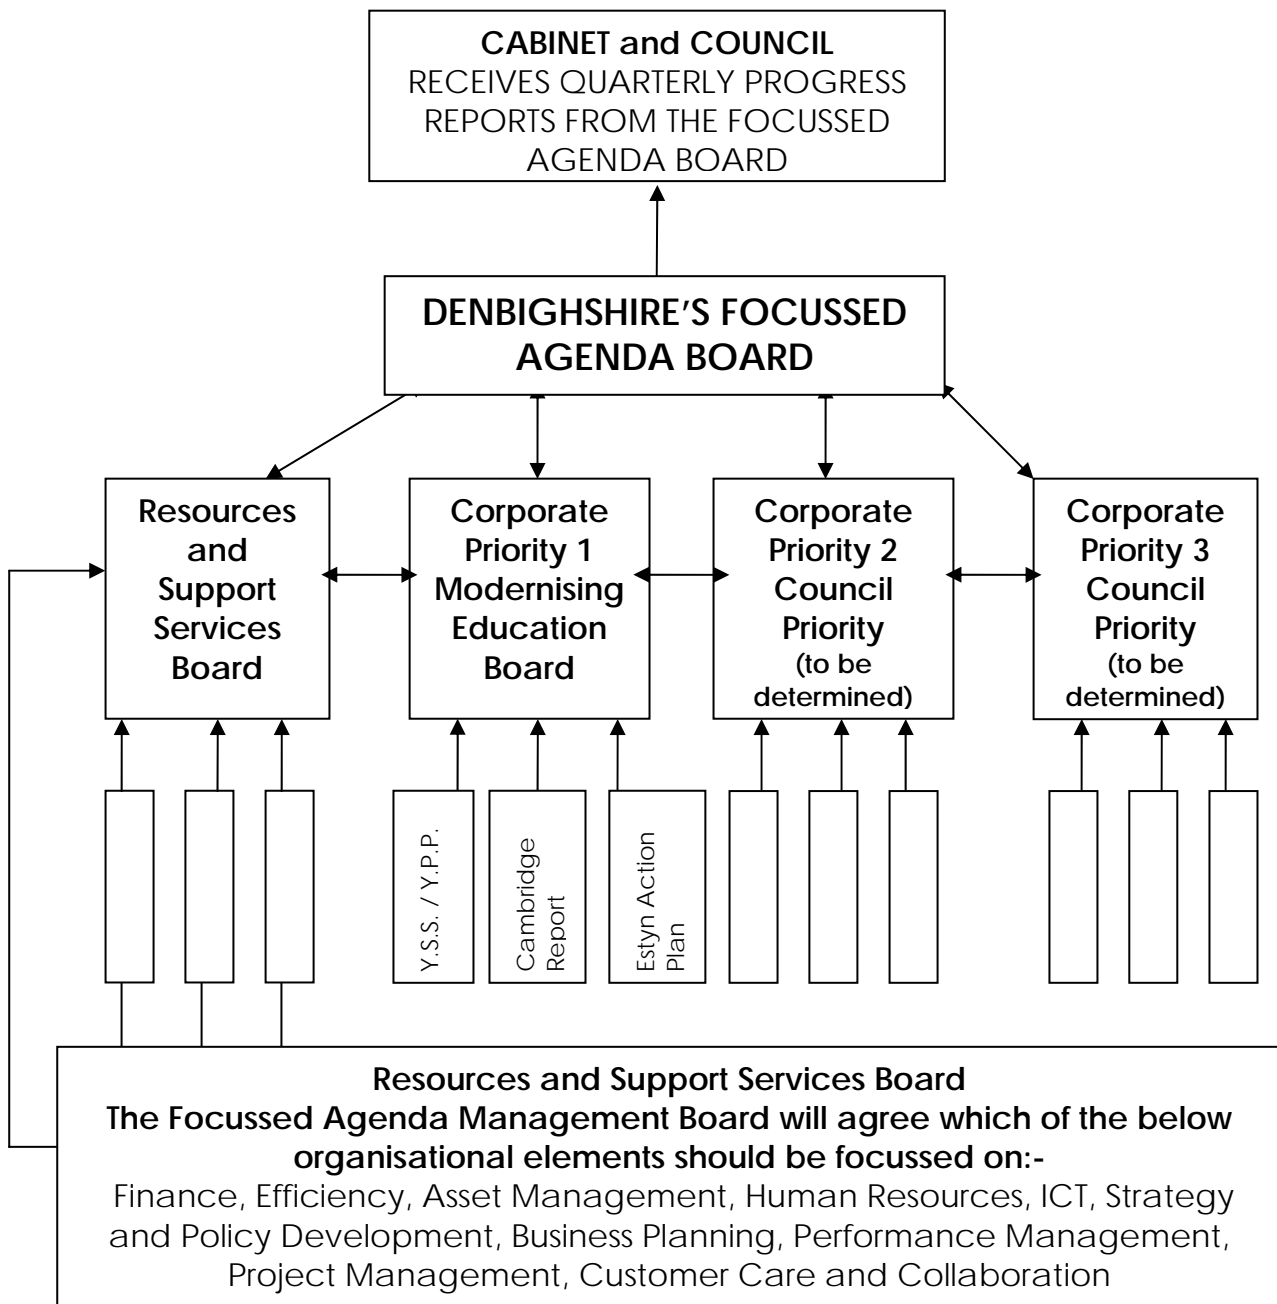 CABINET and COUNCIL
RECEIVES QUARTERLY PROGRESS
REPORTS FROM THE FOCUSSED
AGENDA BOARD
DENBIGHSHIRE'S FOCUSSED
AGENDA BOARD
Resources
and
Support
Services
Board
Corporate
Priority 1
Modernising
Education
Board
Corporate
Priority 2
Council
Priority
(to be
determined)
Corporate
Priority 3
Council
Priority
(to be
determined)
Y.S.S. / Y.P.P.
Cambridge
Report
Estyn Action
Plan
Resources and Support Services Board
The Focussed Agenda Management Board will agree which of the below
organisational elements should be focussed on:-
Finance, Efficiency, Asset Management, Human Resources, ICT, Strategy
and Policy Development, Business Planning, Performance Management,
Project Management, Customer Care and Collaboration